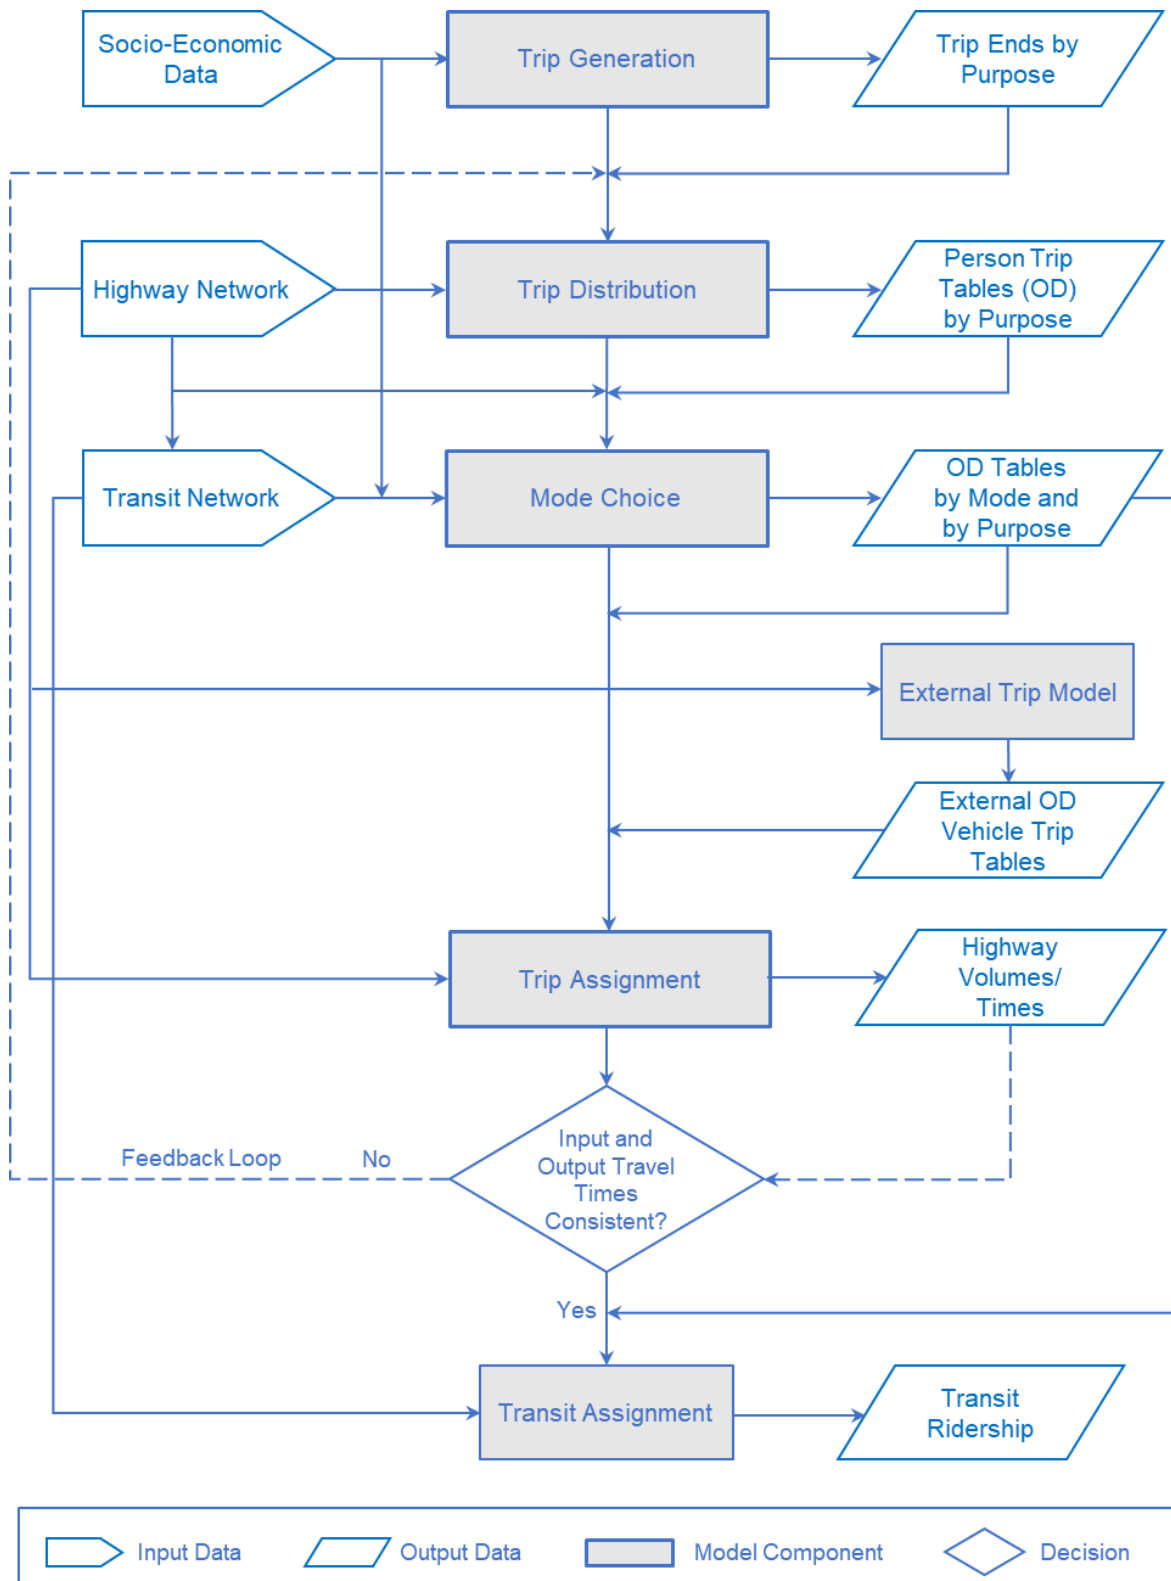 Socio-Economic
Data
Trip Generation
Trip Ends by
Purpose
Highway Network
Trip Distribution
Person Trip
Tables (OD)
by Purpose
Transit Network
Mode Choice
OD Tables
by Mode and
by Purpose
External Trip Model
External OD
Vehicle Trip
Tables
Trip Assignment
Highway
Volumes/
Times
Feedback Loop
No
Input and
Output Travel
Times
Consistent?
Yes
Transit Assignment
Transit
Ridership
Input Data
Output Data
Model Component
Decision